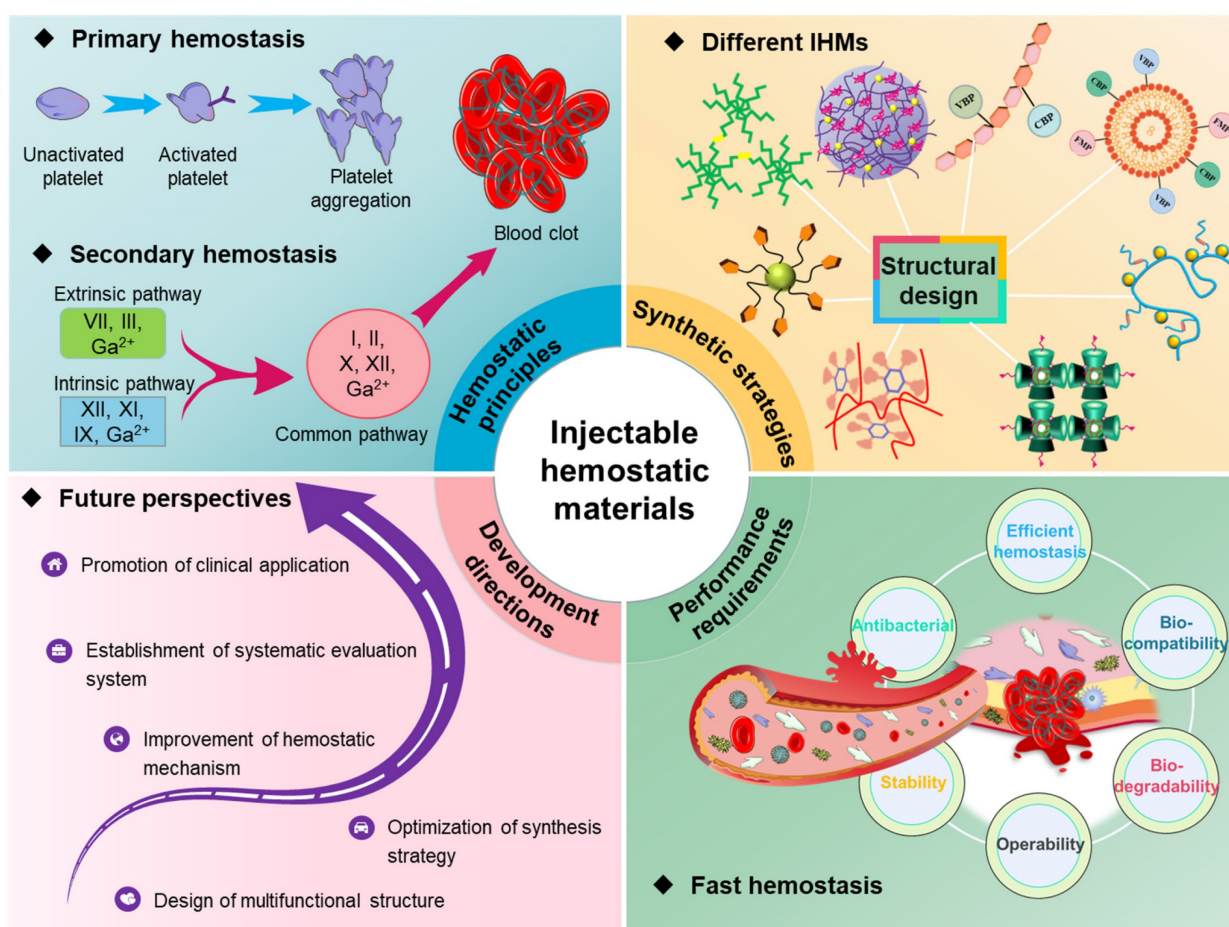 ◆ Primary hemostasis
Unactivated
platelet
Activated
platelet
Platelet
aggregation
Blood clot
◆ Secondary hemostasis
Extrinsic pathway
VII, III,
Ga²⁺
Intrinsic pathway
XII, XI,
IX, Ga²⁺
I, II,
X, XII,
Ga²⁺
Common pathway
Hemostatic
principles
◆ Different IHMs
VBP
CBP
VBP
CBP
FMP
FMP
CBP
VBP
Structural
design
Synthetic strategies
Injectable
hemostatic
materials
◆ Future perspectives
Promotion of clinical application
Establishment of systematic evaluation
system
Improvement of hemostatic
mechanism
Optimization of synthesis
strategy
Design of multifunctional structure
Development
directions
Performance
requirements
Efficient
hemostasis
Antibacterial
Bio-
compatibility
Stability
Bio-
degradability
Operability
◆ Fast hemostasis